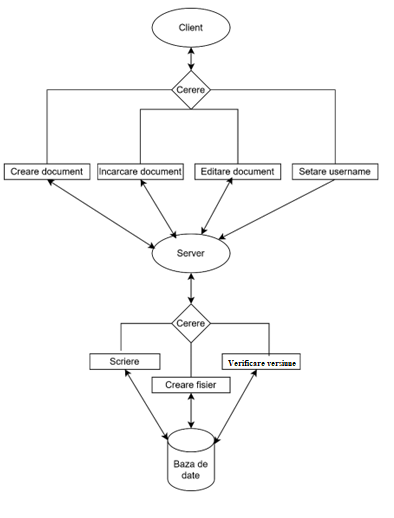 Client
Cerere
Creare document
Incarcare document
Editare document
Setare username
Server
Cerere
Scriere
Verificare versiune
Creare fisier
Baza de
date